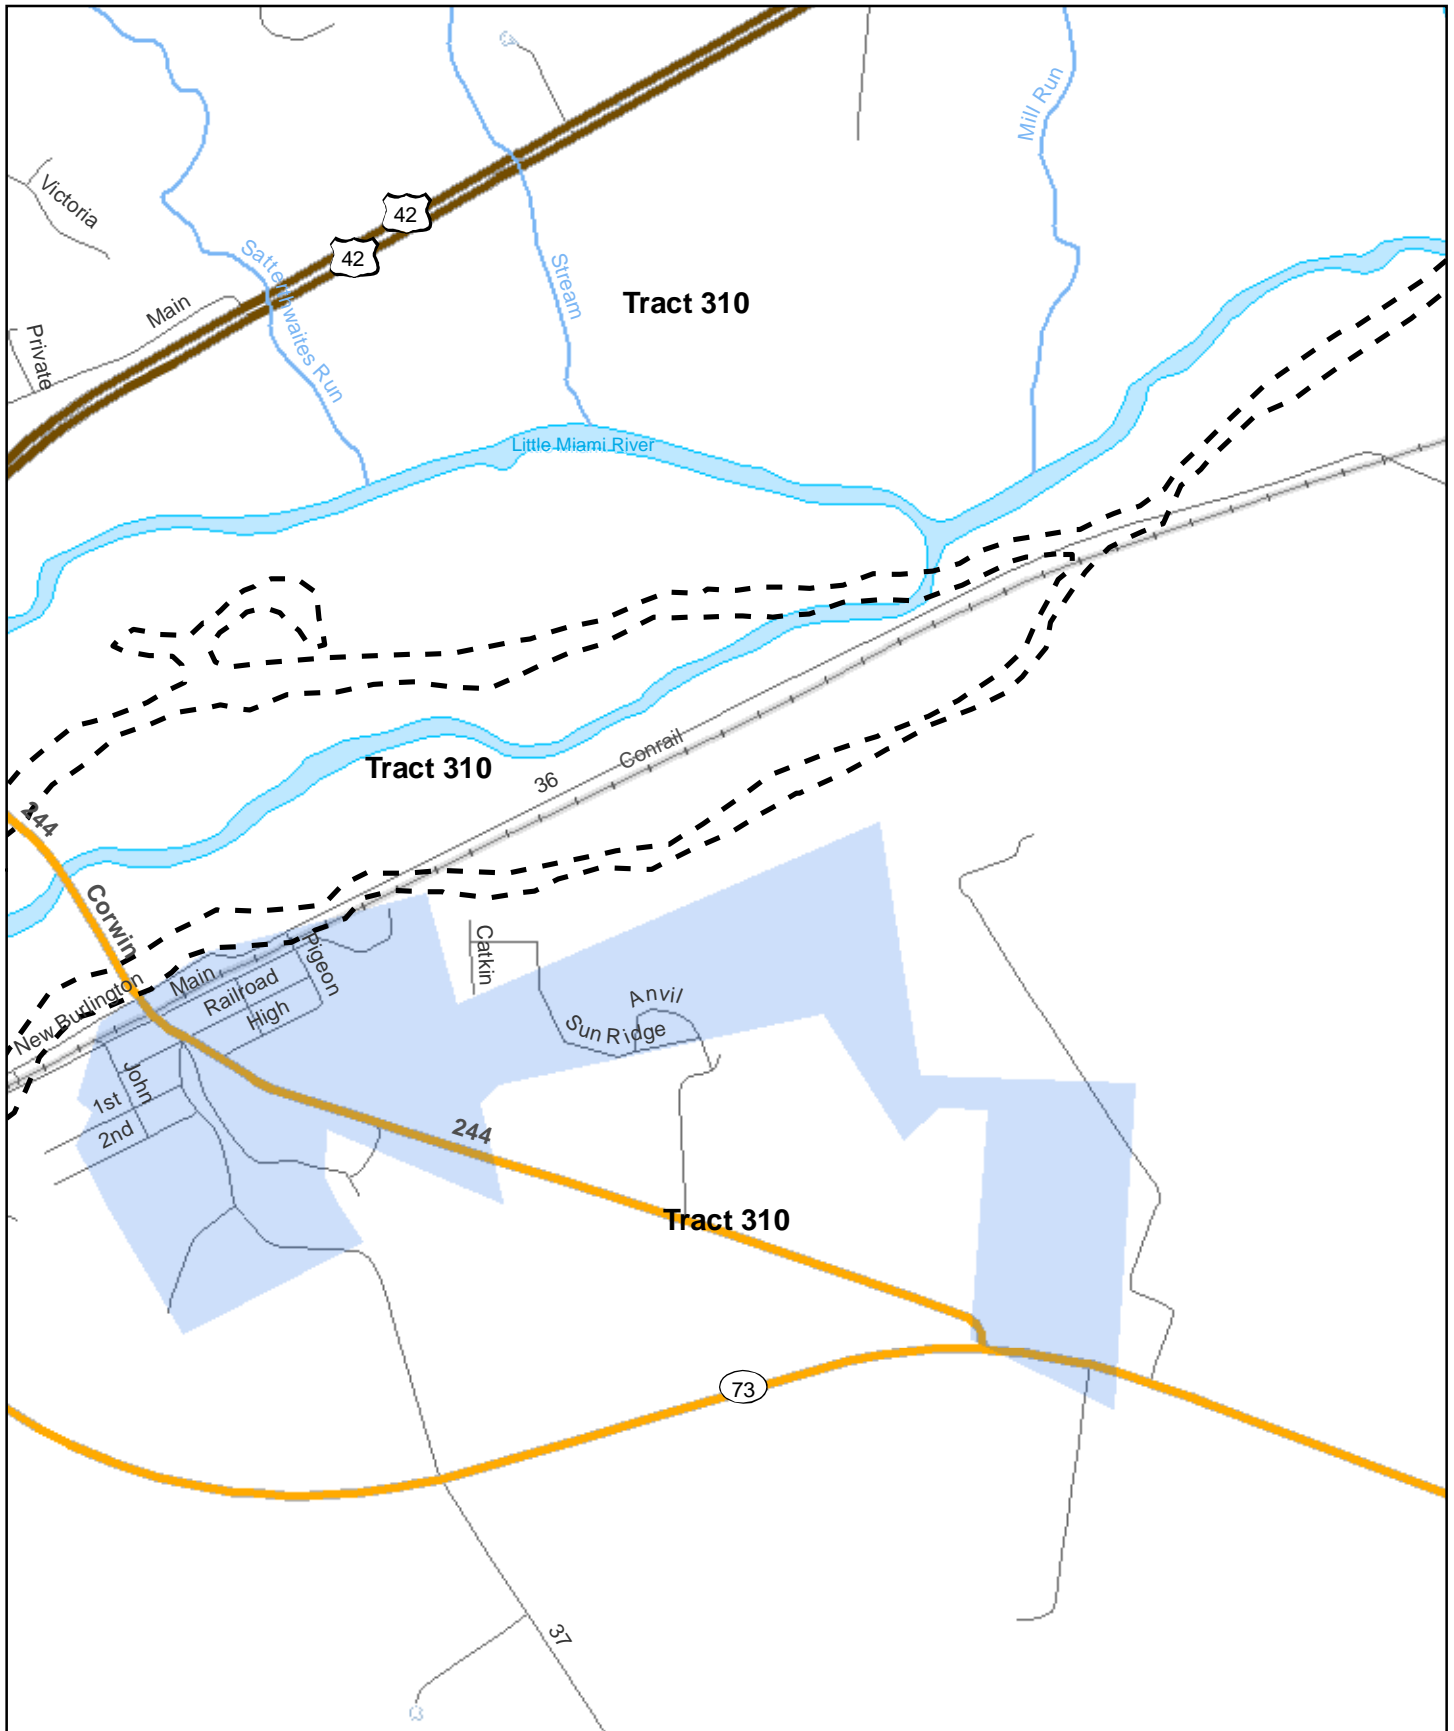 Mill Run
Victoria
42
42
Satterthwaites Run
Stream
Tract 310
Main
Private
Little Miami River
Conrail
Tract 310
36
244
Corwin
Catkin
Pigeon
Main
Railroad
New Burlington
High
Anvil
Sun Ridge
John
1st
2nd
244
Tract 310
73
37